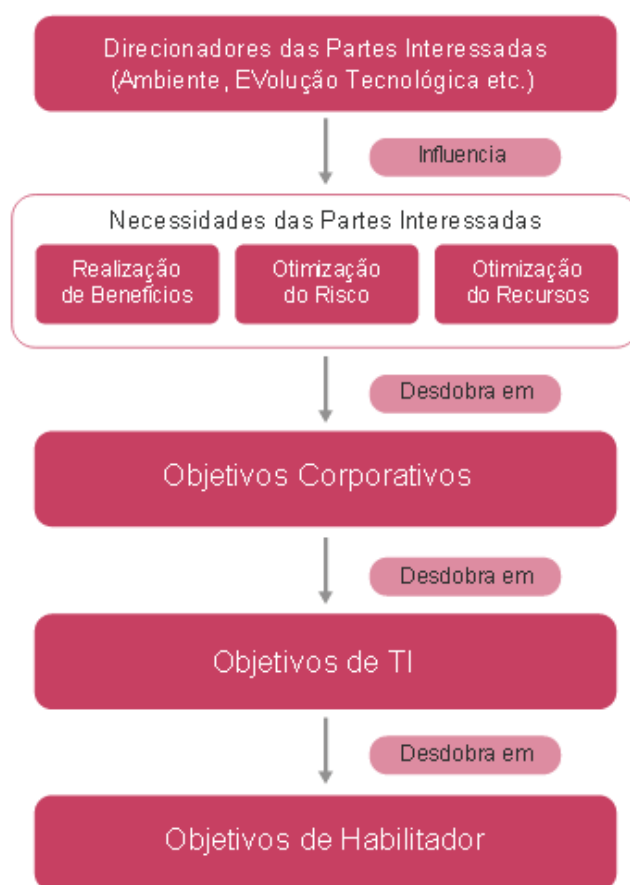 Direcionadores das Partes Interessadas
(Ambiente, EVolução Tecnológica etc.)
Influencia
Necessidades das Partes Interessadas
Realização
de Benefícios
Otimização
do Risco
Otimização
do Recursos
Desdobra em
Objetivos Corporativos
Desdobra em
Objetivos de TI
Desdobra em
Objetivos de Habilitador